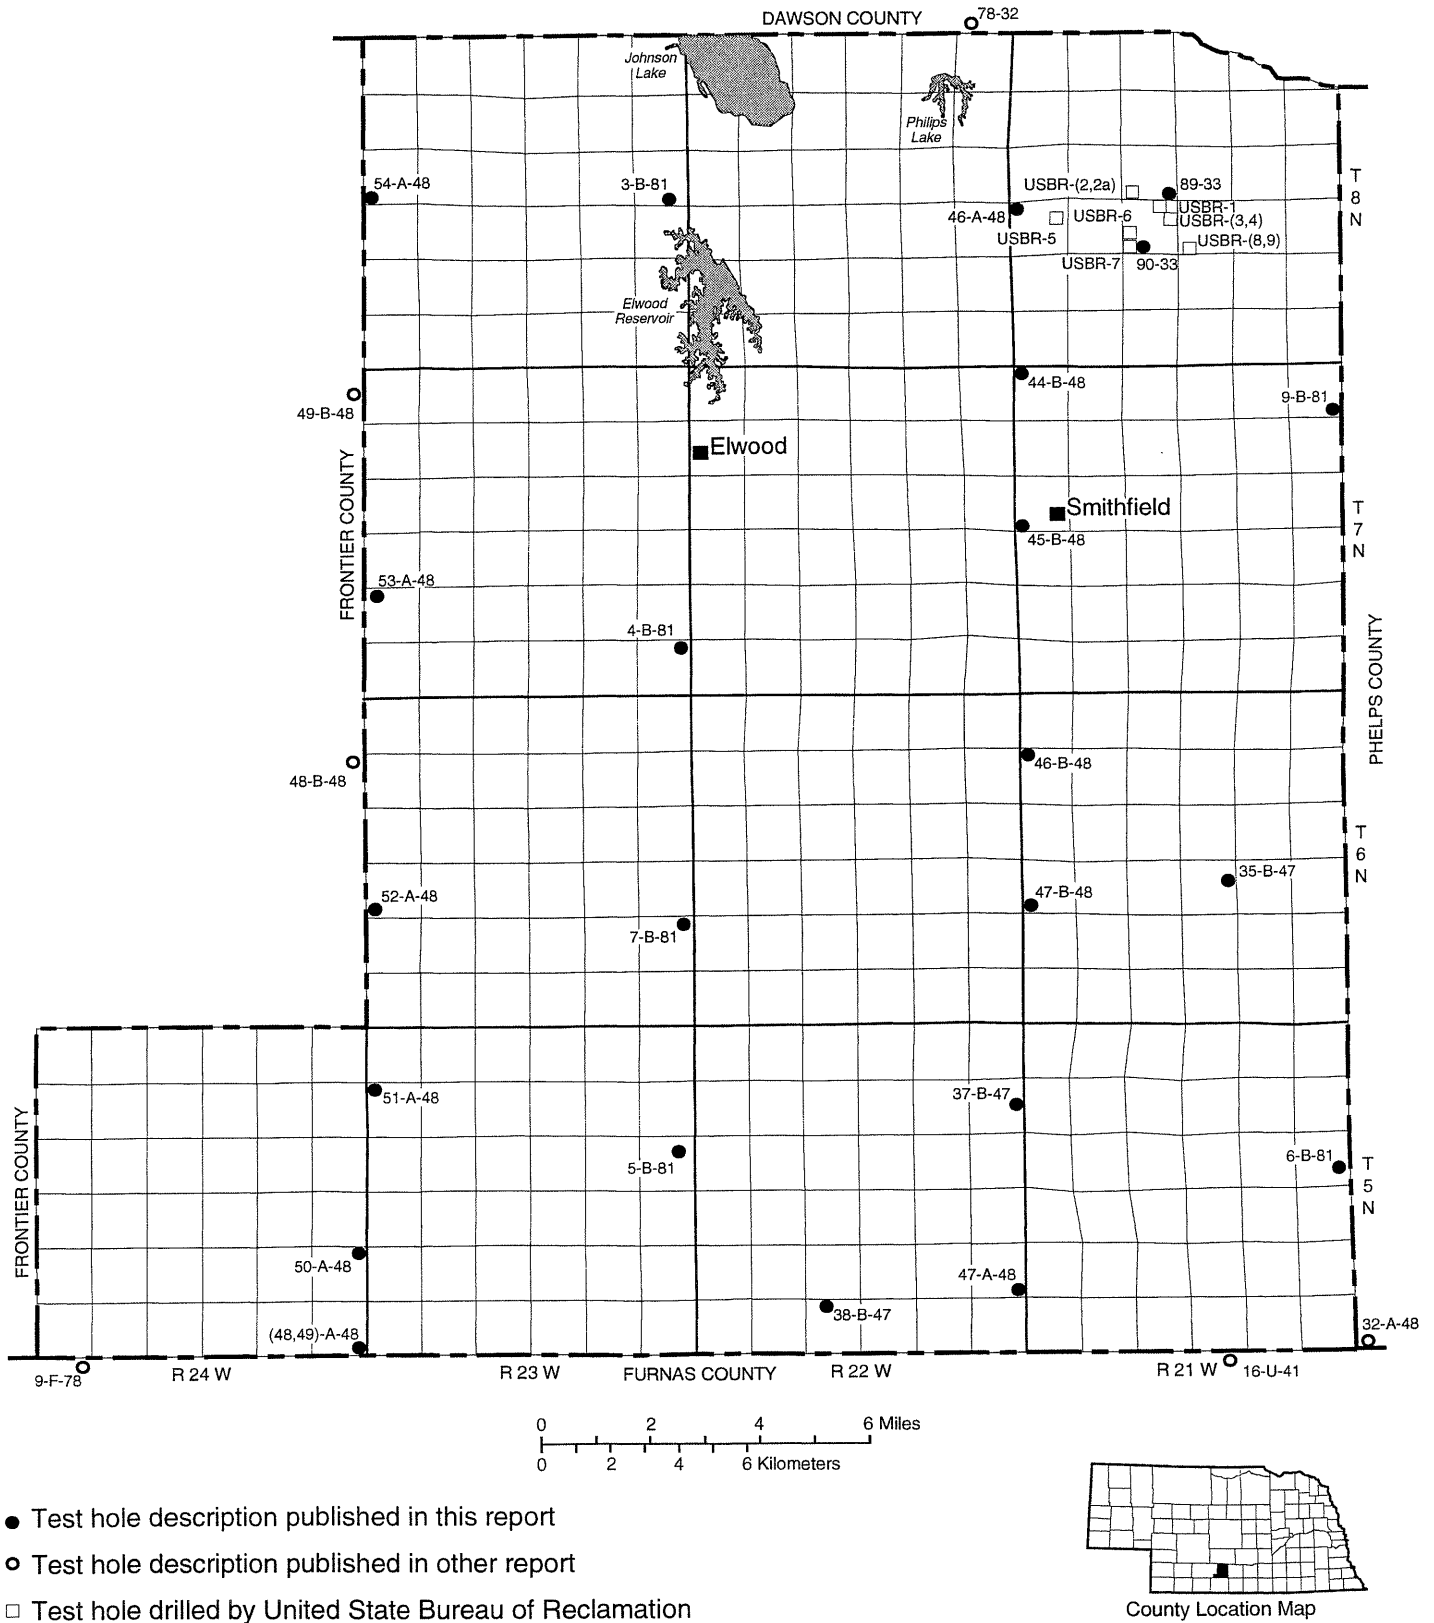 DAWSON COUNTY
78-32
Johnson
Lake
Philips
Lake
54-A-48
3-B-81
USBR-(2,2a)
89-33
T
8
N
46-A-48
USBR-6
USBR-1
USBR-(3,4)
USBR-5
USBR-(8,9)
USBR-7
90-33
Elwood
Reservoir
44-B-48
9-B-81
49-B-48
Elwood
FRONTIER COUNTY
Smithfield
T
7
N
45-B-48
53-A-48
4-B-81
PHELPS COUNTY
46-B-48
48-B-48
T
6
N
35-B-47
52-A-48
47-B-48
7-B-81
51-A-48
37-B-47
FRONTIER COUNTY
5-B-81
6-B-81
T
5
N
50-A-48
47-A-48
38-B-47
(48,49)-A-48
32-A-48
9-F-78
R 24 W
R 23 W
FURNAS COUNTY
R 22 W
R 21 W
16-U-41
0 2 4 6 Miles
0 2 4 6 Kilometers
Test hole description published in this report
Test hole description published in other report
Test hole drilled by United State Bureau of Reclamation
County Location Map